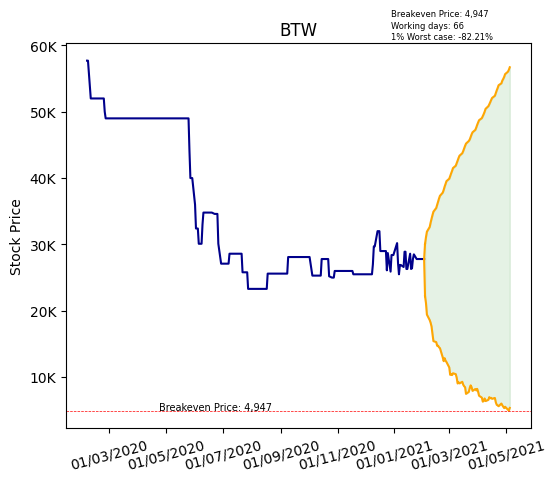 Breakeven Price: 4,947
Working days: 66
1% Worst case: -82.21%
BTW
Stock Price
60K
50K
40K
30K
20K
10K
Breakeven Price: 4,947
01/03/2020
01/05/2020
01/07/2020
01/09/2020
01/11/2020
01/01/2021
01/03/2021
01/05/2021